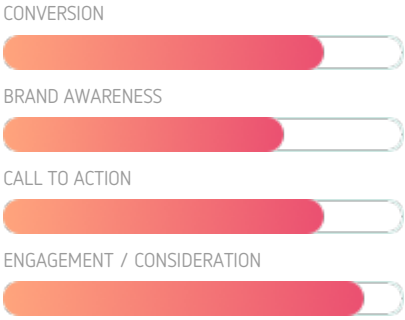 CONVERSION
BRAND AWARENESS
CALL TO ACTION
ENGAGEMENT / CONSIDERATION